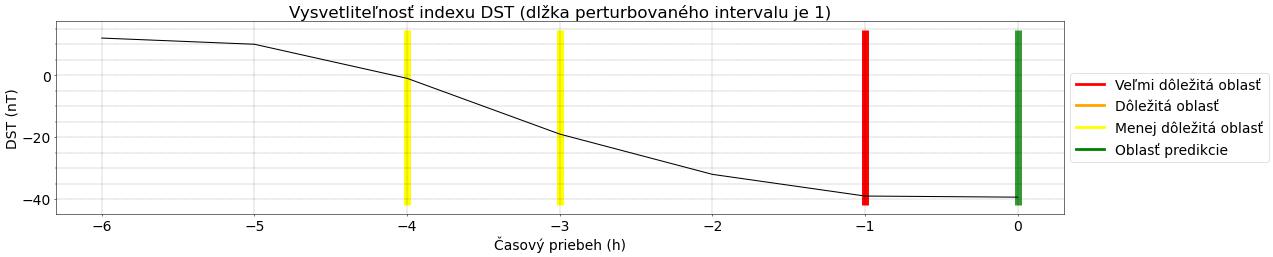 Vysvetliteľnosť indexu DST (dĺžka perturbovaného intervalu je 1)
DST (nT)
0
−20
−40
−6 −5 −4 −3 −2 −1 0
Časový priebeh (h)
Veľmi dôležitá oblasť
Dôležitá oblasť
Menej dôležitá oblasť
Oblasť predikcie